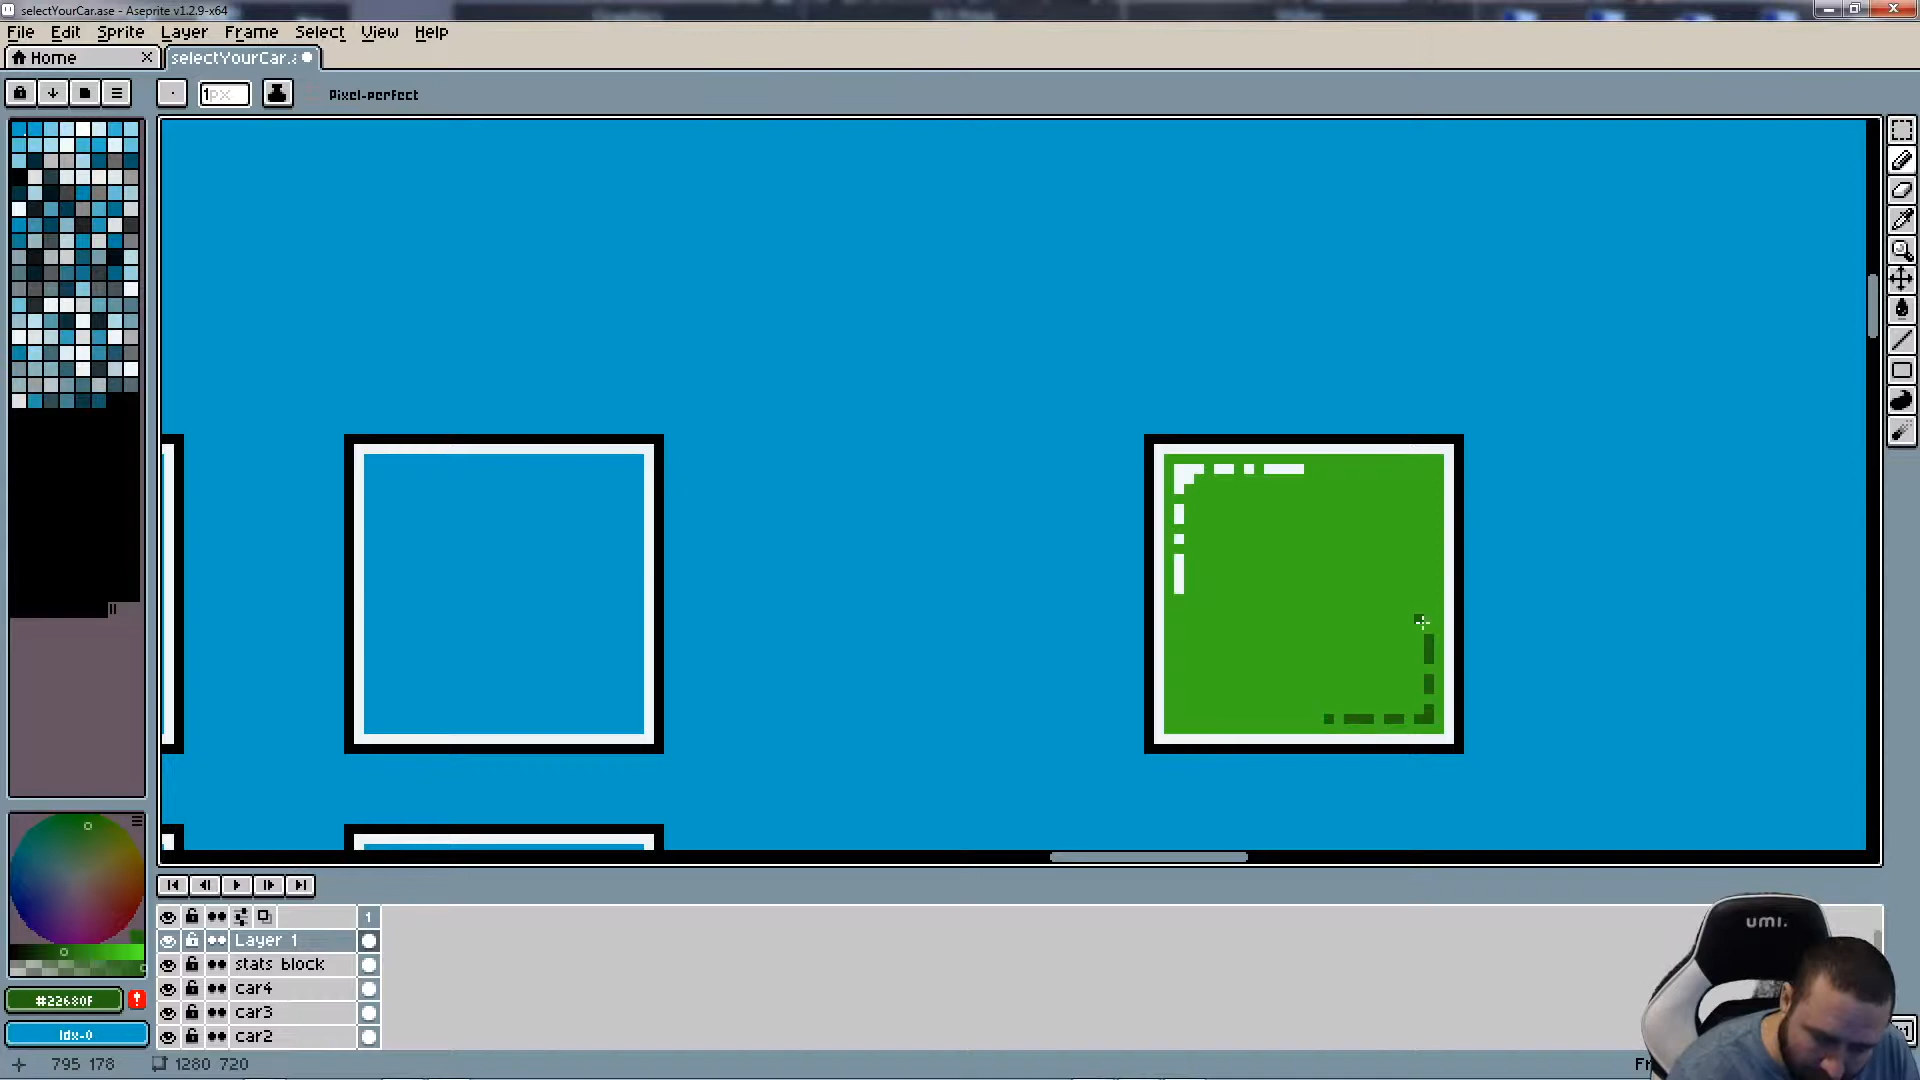 selectYourCar.ase - Aseprite v1.2.9-x64
File Edit Sprite Layer Frame Select View Help
Home
selectYourCar.a
1px
Pixel-perfect
1
Layer 1
stats block
car4
car3
car2
#22680F
Idx-0
795 178
1280 720
Fr
umi.